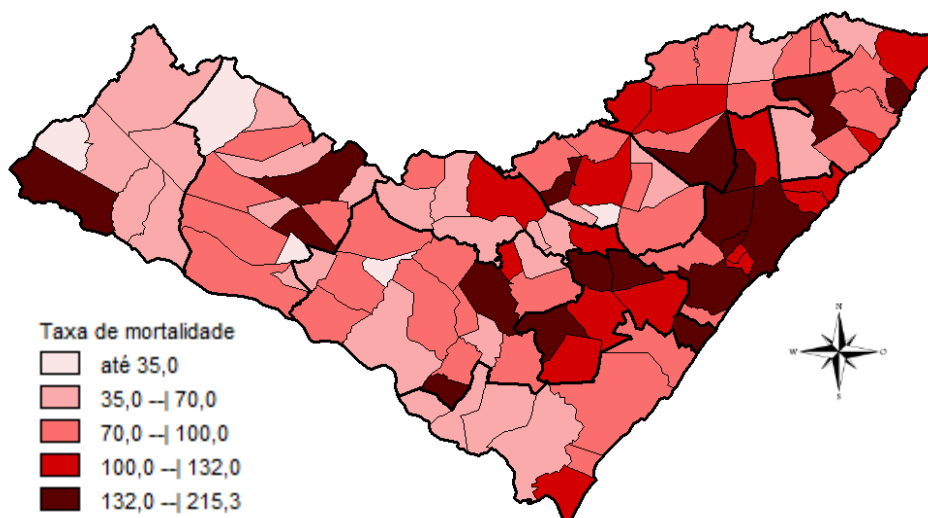 Taxa de mortalidade
até 35,0
35,0 --| 70,0
70,0 --| 100,0
100,0 --| 132,0
132,0 --| 215,3
N
W
O
S